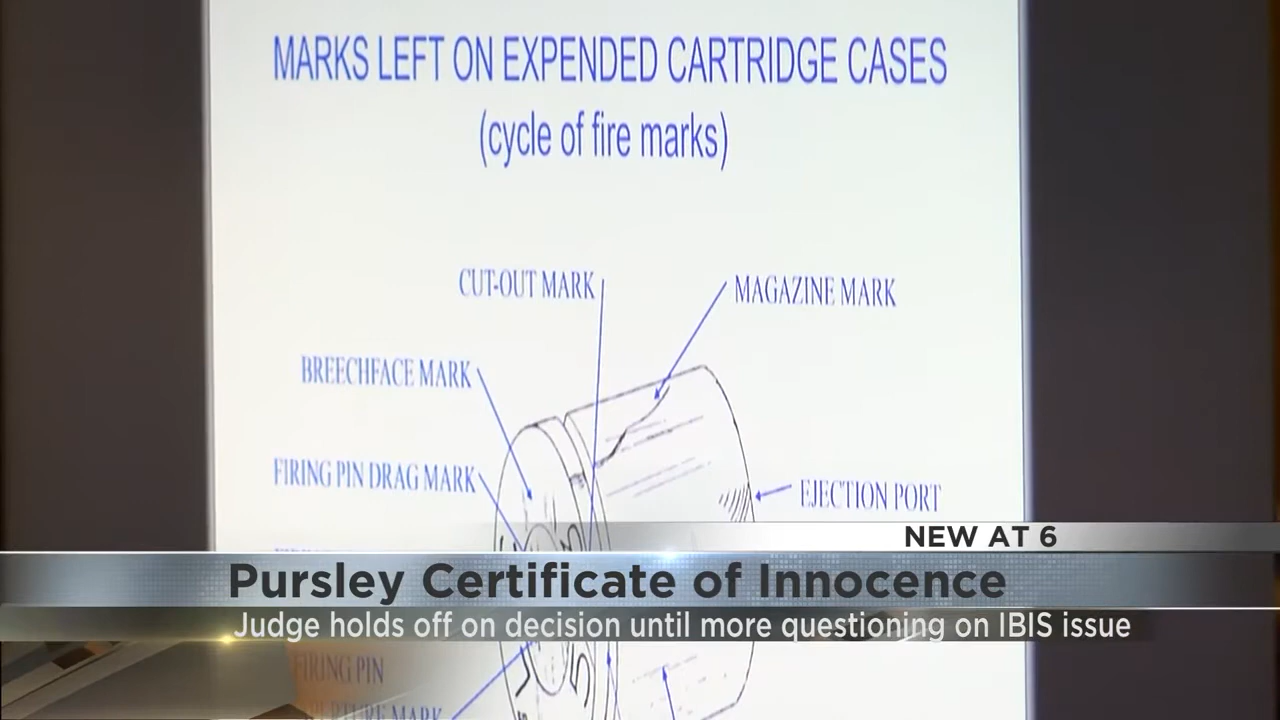 MARKS LEFT ON EXPENDED CARTRIDGE CASES
(cycle of fire marks)
CUT-OUT MARK
MAGAZINE MARK
BREECHFACE MARK
FIRING PIN DRAG MARK
EJECTION PORT
NEW AT 6
Pursley Certificate of Innocence
Judge holds off on decision until more questioning on IBIS issue
FIRING PIN
MARK